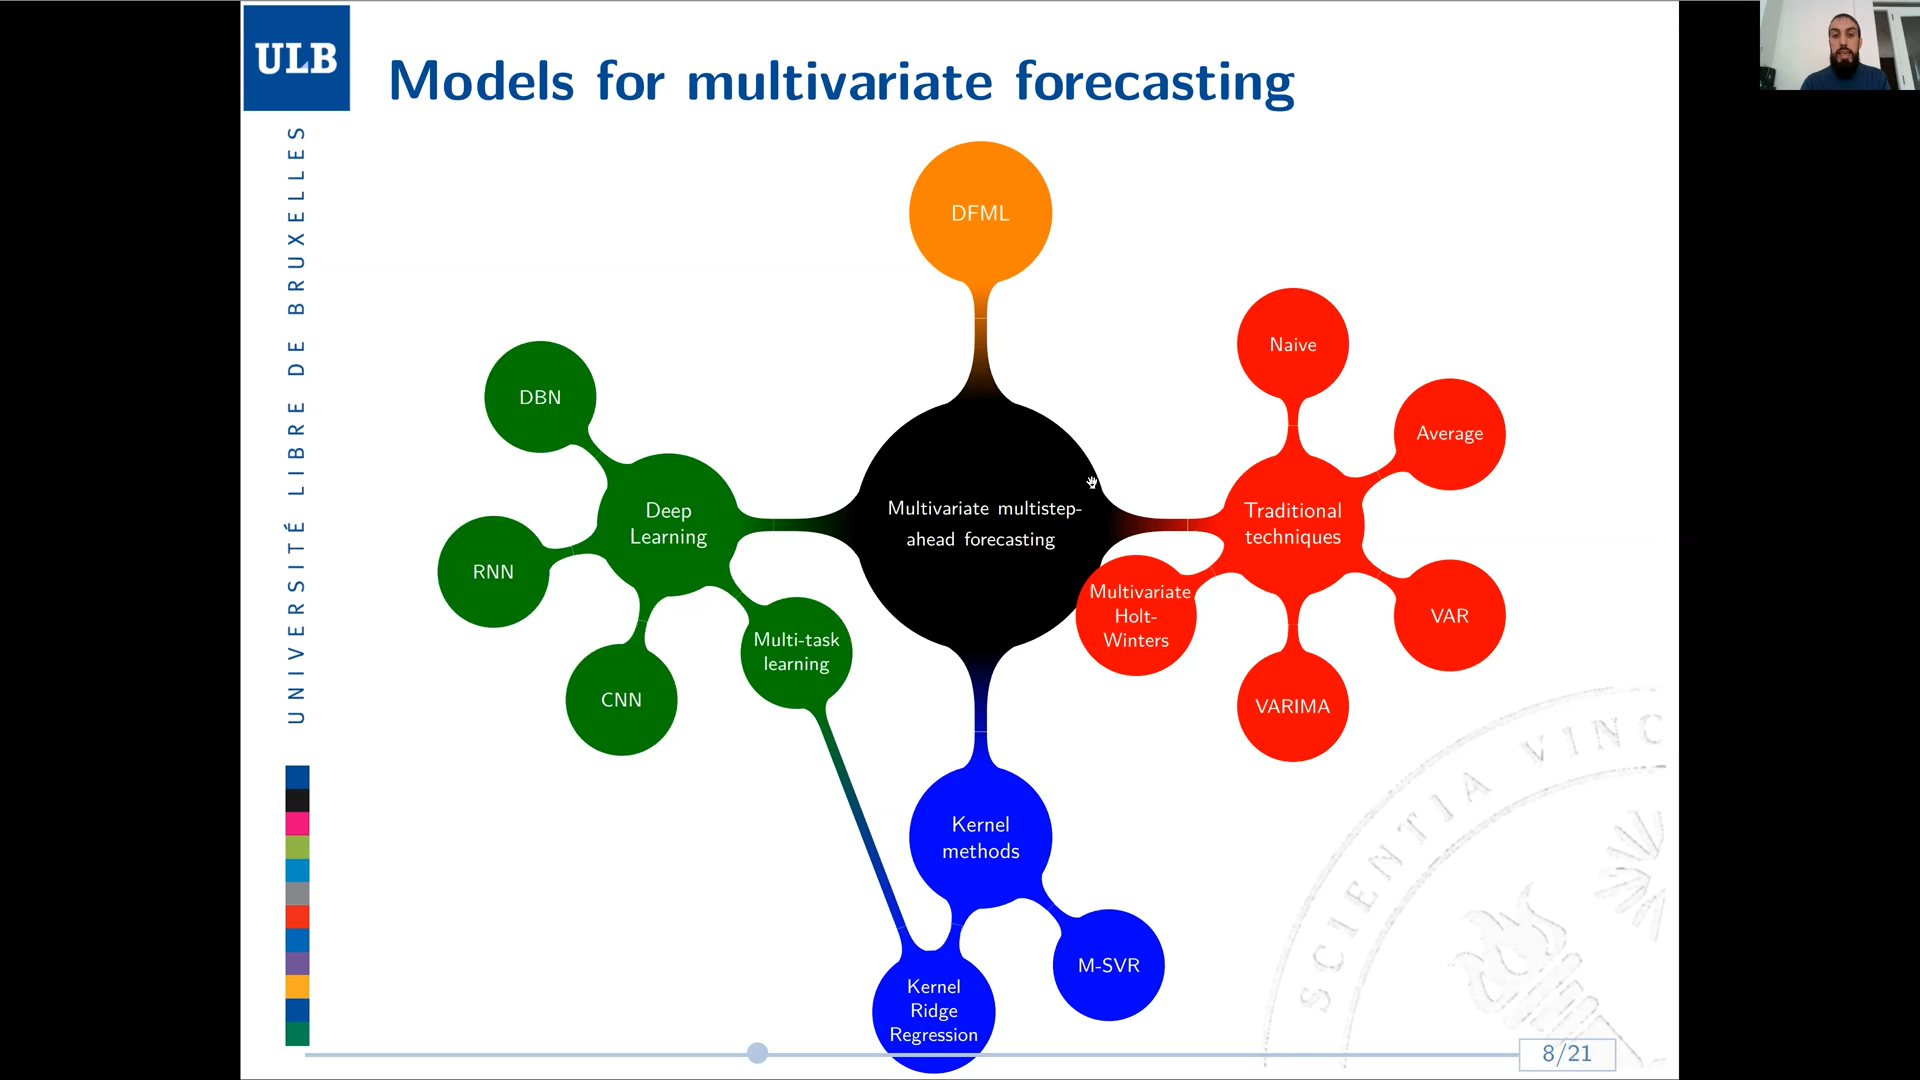 ULB
Models for multivariate forecasting
UNIVERSITÉ LIBRE DE BRUXELLES
DFML
Naive
Average
DBN
Deep
Learning
Multivariate multistep-
ahead forecasting
Traditional
techniques
RNN
Multi-task
learning
Multivariate
Holt-
Winters
VAR
CNN
VARIMA
Kernel
methods
M-SVR
Kernel
Ridge
Regression
SCIENTIA VINC
8/21